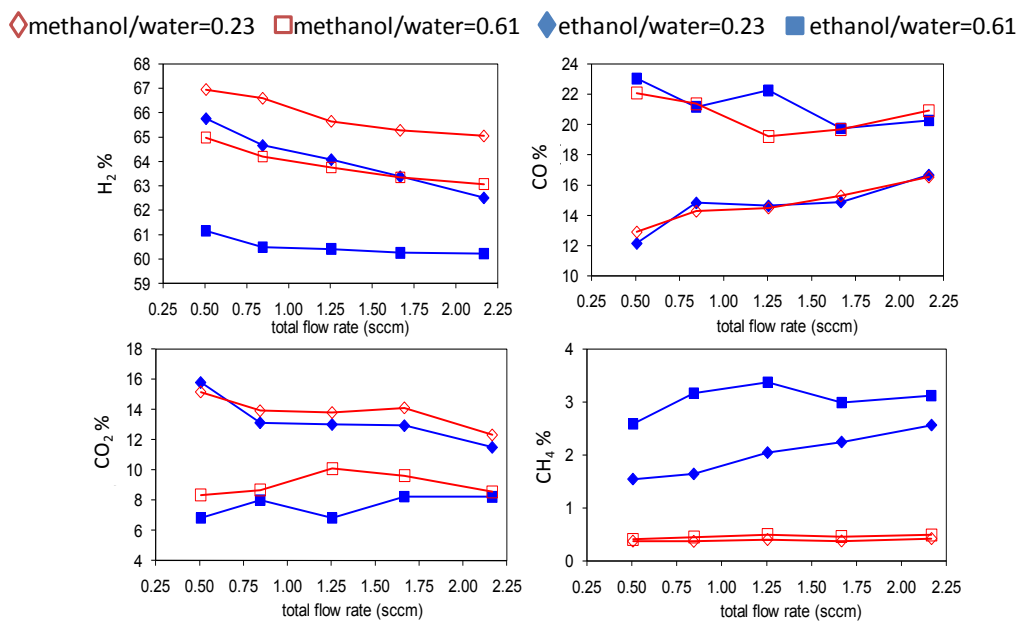 methanol/water=0.23 methanol/water=0.61 ethanol/water=0.23 ethanol/water=0.61
68
67
66
65
64
63
62
61
60
59
H₂ %
0.25 0.50 0.75 1.00 1.25 1.50 1.75 2.00 2.25
total flow rate (sccm)
24
22
20
18
16
14
12
10
CO %
0.25 0.50 0.75 1.00 1.25 1.50 1.75 2.00 2.25
total flow rate (sccm)
18
16
14
12
10
8
6
4
CO₂ %
0.25 0.50 0.75 1.00 1.25 1.50 1.75 2.00 2.25
total flow rate (sccm)
4
3
2
1
0
CH₄ %
0.25 0.50 0.75 1.00 1.25 1.50 1.75 2.00 2.25
total flow rate (sccm)